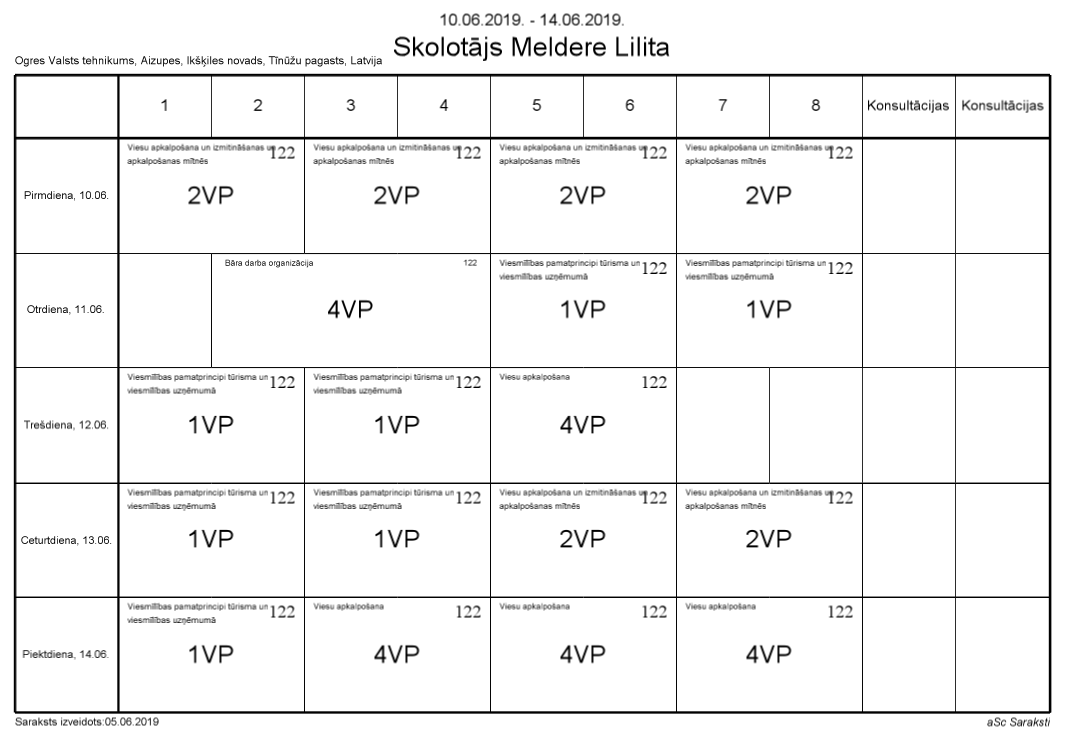 10.06.2019. - 14.06.2019.
Skolotājs Meldere Lilita
Ogres Valsts tehnikums, Aizupes, Ikšķiles novads, Tīnūžu pagasts, Latvija
1 2 3 4 5 6 7 8 Konsultācijas Konsultācijas
Pirmdiena, 10.06.
Viesu apkalpošana un izmitināšanas un 122
apkalpošanas mītnēs
2VP
Viesu apkalpošana un izmitināšanas un 122
apkalpošanas mītnēs
2VP
Viesu apkalpošana un izmitināšanas un 122
apkalpošanas mītnēs
2VP
Viesu apkalpošana un izmitināšanas un 122
apkalpošanas mītnēs
2VP
Otrdiena, 11.06.
Bāra darba organizācija 122
4VP
Viesmīlības pamatprincipi tūrisma un 122
viesmīlības uzņēmumā
1VP
Viesmīlības pamatprincipi tūrisma un 122
viesmīlības uzņēmumā
1VP
Trešdiena, 12.06.
Viesmīlības pamatprincipi tūrisma un 122
viesmīlības uzņēmumā
1VP
Viesmīlības pamatprincipi tūrisma un 122
viesmīlības uzņēmumā
1VP
Viesu apkalpošana 122
4VP
Ceturtdiena, 13.06.
Viesmīlības pamatprincipi tūrisma un 122
viesmīlības uzņēmumā
1VP
Viesmīlības pamatprincipi tūrisma un 122
viesmīlības uzņēmumā
1VP
Viesu apkalpošana un izmitināšanas un 122
apkalpošanas mītnēs
2VP
Viesu apkalpošana un izmitināšanas un 122
apkalpošanas mītnēs
2VP
Piektdiena, 14.06.
Viesmīlības pamatprincipi tūrisma un 122
viesmīlības uzņēmumā
1VP
Viesu apkalpošana 122
4VP
Viesu apkalpošana 122
4VP
Viesu apkalpošana 122
4VP
Saraksts izveidots:05.06.2019
aSc Saraksti